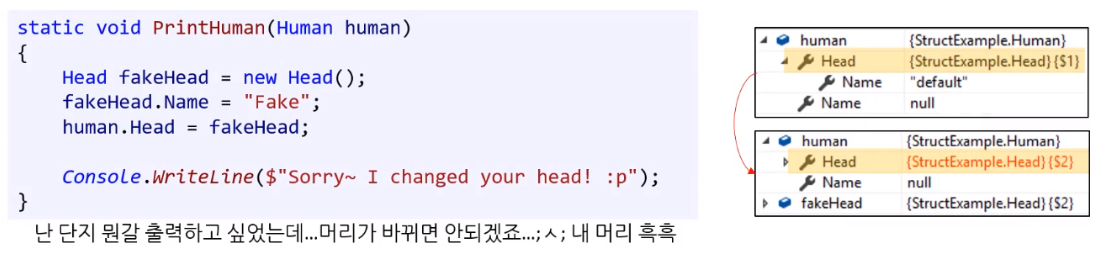 static void PrintHuman(Human human)
{
Head fakeHead = new Head();
fakeHead.Name = "Fake";
human.Head = fakeHead;
Console.WriteLine($"Sorry~ I changed your head! :p");
}
난 단지 뭔갈 출력하고 싶었는데...머리가 바뀌면 안되겠죠...;ㅅ; 내 머리 흑흑
human {StructExample.Human}
Head {StructExample.Head}{$1}
Name "default"
Name null
human {StructExample.Human}
Head {StructExample.Head}{$2}
Name null
fakeHead {StructExample.Head}{$2}